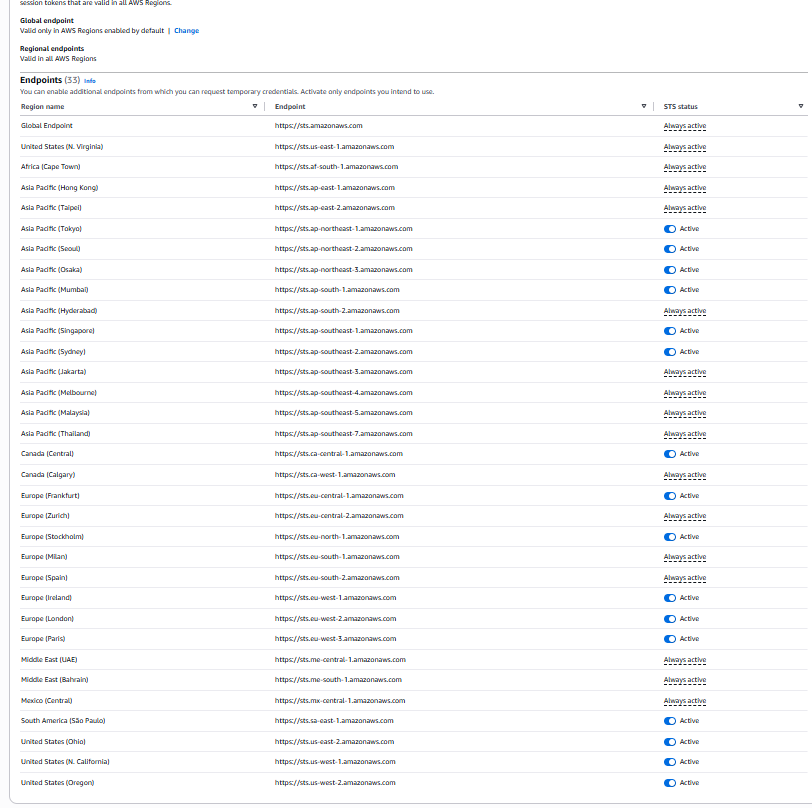 session tokens that are valid in all AWS Regions.
Global endpoint
Valid only in AWS Regions enabled by default | Change
Regional endpoints
Valid in all AWS Regions
Endpoints (33) Info
You can enable additional endpoints from which you can request temporary credentials. Activate only endpoints you intend to use.
Region name Endpoint STS status
Global Endpoint https://sts.amazonaws.com Always active
United States (N. Virginia) https://sts.us-east-1.amazonaws.com Always active
Africa (Cape Town) https://sts.af-south-1.amazonaws.com Always active
Asia Pacific (Hong Kong) https://sts.ap-east-1.amazonaws.com Always active
Asia Pacific (Taipei) https://sts.ap-east-2.amazonaws.com Always active
Asia Pacific (Tokyo) https://sts.ap-northeast-1.amazonaws.com Active
Asia Pacific (Seoul) https://sts.ap-northeast-2.amazonaws.com Active
Asia Pacific (Osaka) https://sts.ap-northeast-3.amazonaws.com Active
Asia Pacific (Mumbai) https://sts.ap-south-1.amazonaws.com Active
Asia Pacific (Hyderabad) https://sts.ap-south-2.amazonaws.com Always active
Asia Pacific (Singapore) https://sts.ap-southeast-1.amazonaws.com Active
Asia Pacific (Sydney) https://sts.ap-southeast-2.amazonaws.com Active
Asia Pacific (Jakarta) https://sts.ap-southeast-3.amazonaws.com Always active
Asia Pacific (Melbourne) https://sts.ap-southeast-4.amazonaws.com Always active
Asia Pacific (Malaysia) https://sts.ap-southeast-5.amazonaws.com Always active
Asia Pacific (Thailand) https://sts.ap-southeast-7.amazonaws.com Always active
Canada (Central) https://sts.ca-central-1.amazonaws.com Active
Canada (Calgary) https://sts.ca-west-1.amazonaws.com Always active
Europe (Frankfurt) https://sts.eu-central-1.amazonaws.com Active
Europe (Zurich) https://sts.eu-central-2.amazonaws.com Always active
Europe (Stockholm) https://sts.eu-north-1.amazonaws.com Active
Europe (Milan) https://sts.eu-south-1.amazonaws.com Always active
Europe (Spain) https://sts.eu-south-2.amazonaws.com Always active
Europe (Ireland) https://sts.eu-west-1.amazonaws.com Active
Europe (London) https://sts.eu-west-2.amazonaws.com Active
Europe (Paris) https://sts.eu-west-3.amazonaws.com Active
Middle East (UAE) https://sts.me-central-1.amazonaws.com Always active
Middle East (Bahrain) https://sts.me-south-1.amazonaws.com Always active
Mexico (Central) https://sts.mx-central-1.amazonaws.com Always active
South America (São Paulo) https://sts.sa-east-1.amazonaws.com Active
United States (Ohio) https://sts.us-east-2.amazonaws.com Active
United States (N. California) https://sts.us-west-1.amazonaws.com Active
United States (Oregon) https://sts.us-west-2.amazonaws.com Active